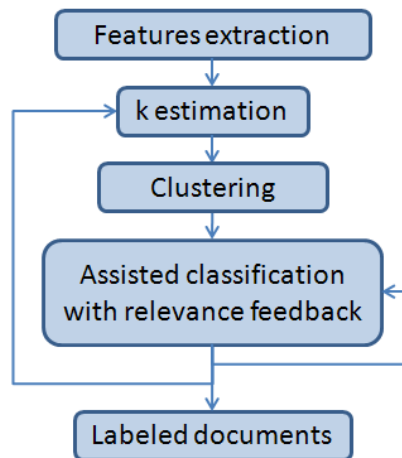 Features extraction
k estimation
Clustering
Assisted classification
with relevance feedback
Labeled documents